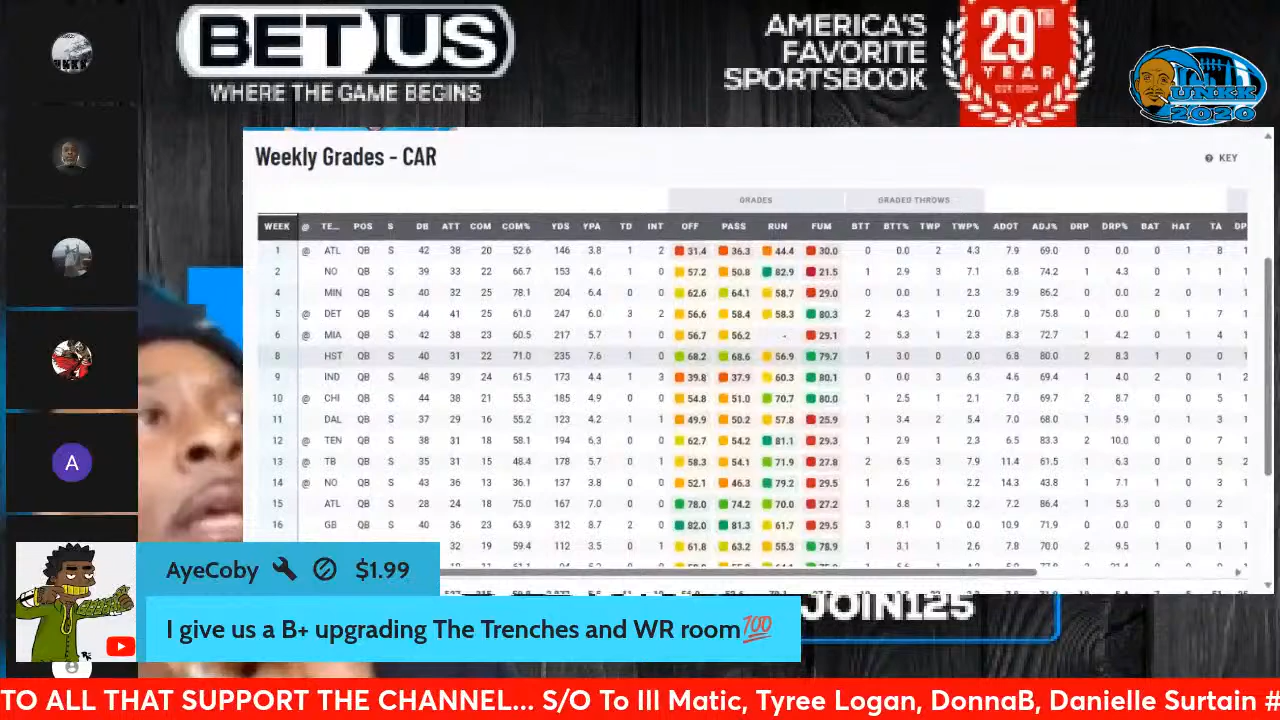 BET US
WHERE THE GAME BEGINS
AMERICA'S
FAVORITE
SPORTSBOOK
29TH
YEAR
UNKK
2020
Weekly Grades - CAR
KEY
GRADES GRADED THROWS
WEEK @ TE... POS S DB ATT COM COM% YDS YPA TD INT OFF PASS RUN FUM BTT BTT% TWP TWP% ADOT ADJ% DRP DRP% BAT HAT TA DP
1 @ ATL QB S 42 38 20 52.6 146 3.8 1 2 31.4 36.3 44.4 30.0 0 0.0 2 4.3 7.9 69.0 0 0.0 0 1 8
2 NO QB S 39 33 22 66.7 153 4.6 1 0 57.2 50.8 82.9 21.5 1 2.9 3 7.1 6.8 74.2 1 4.3 0 1 3
4 MIN QB S 40 32 25 78.1 204 6.4 0 0 62.6 64.1 58.7 29.0 0 0.0 1 2.3 3.9 86.2 0 0.0 2 0 1
5 @ DET QB S 44 41 25 61.0 247 6.0 3 2 56.6 58.4 58.3 80.3 2 4.3 1 2.0 7.8 75.8 0 0.0 0 1 7
6 @ MIA QB S 42 38 23 60.5 217 5.7 1 0 56.7 56.2 - 29.1 2 5.3 1 2.3 8.3 72.7 1 4.2 0 1 4
8 HST QB S 40 31 22 71.0 235 7.6 1 0 68.2 68.6 56.9 79.7 1 3.0 0 0.0 6.8 80.0 2 8.3 1 0 0
9 IND QB S 48 39 24 61.5 173 4.4 1 3 39.8 37.9 60.3 80.1 0 0.0 3 6.3 4.6 69.4 1 4.0 2 0 1 2
10 @ CHI QB S 44 38 21 55.3 185 4.9 0 0 54.8 51.0 70.7 80.0 1 2.5 1 2.1 7.0 69.7 2 8.7 0 0 5
11 DAL QB S 37 29 16 55.2 123 4.2 1 1 49.9 50.2 57.8 25.9 1 3.4 2 5.4 7.0 68.0 1 5.9 0 1 3
12 @ TEN QB S 38 31 18 58.1 194 6.3 0 0 62.7 54.2 81.1 29.3 1 2.9 1 2.3 6.5 83.3 2 10.0 0 0 7
13 @ TB QB S 35 31 15 48.4 178 5.7 0 1 58.3 54.1 71.9 27.8 2 6.5 3 7.9 11.4 61.5 1 6.3 0 0 5 2
14 @ NO QB S 43 36 13 36.1 137 3.8 0 0 52.1 46.3 79.2 29.5 1 2.6 1 2.2 14.3 43.8 1 7.1 0 0 3
15 ATL QB S 28 24 18 75.0 167 7.0 0 0 78.0 74.2 70.0 27.2 1 3.8 1 3.2 7.2 86.4 1 5.3 0 0 2
16 GB QB S 40 36 23 63.9 312 8.7 2 0 82.0 81.3 61.7 29.5 3 8.1 0 0.0 10.9 71.9 0 0.0 0 0 3
32 19 59.4 112 3.5 0 1 61.8 63.2 55.3 78.9 1 3.1 1 2.6 7.8 70.0 2 9.5 1 0 0
A
AyeCoby $1.99
I give us a B+ upgrading The Trenches and WR room💯
JOIN125
TO ALL THAT SUPPORT THE CHANNEL... S/O To Ill Matic, Tyree Logan, DonnaB, Danielle Surtain #